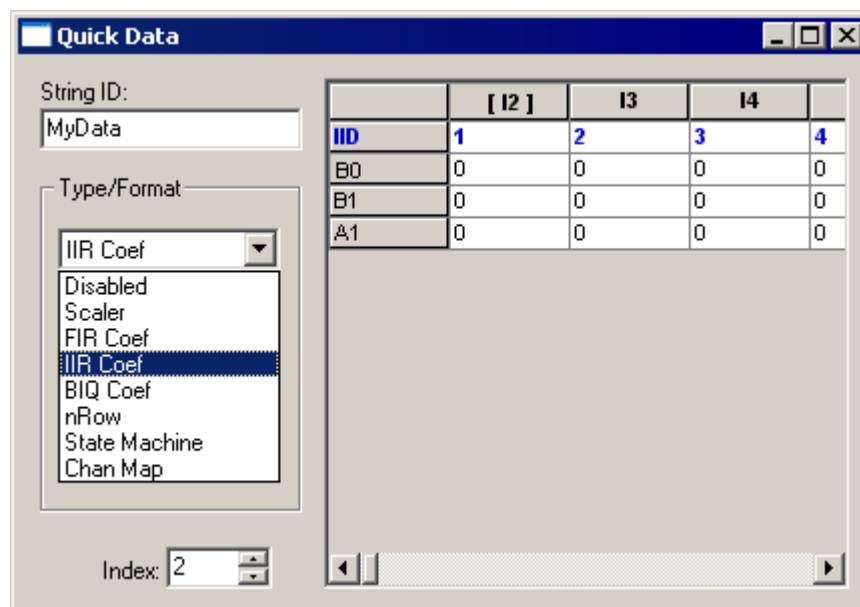 Quick Data
String ID:
MyData
Type/Format
IIR Coef
Disabled
Scaler
FIR Coef
IIR Coef
BIQ Coef
nRow
State Machine
Chan Map
Index: 2
[ I2 ] I3 I4
IID 1 2 3 4
B0 0 0 0 0
B1 0 0 0 0
A1 0 0 0 0